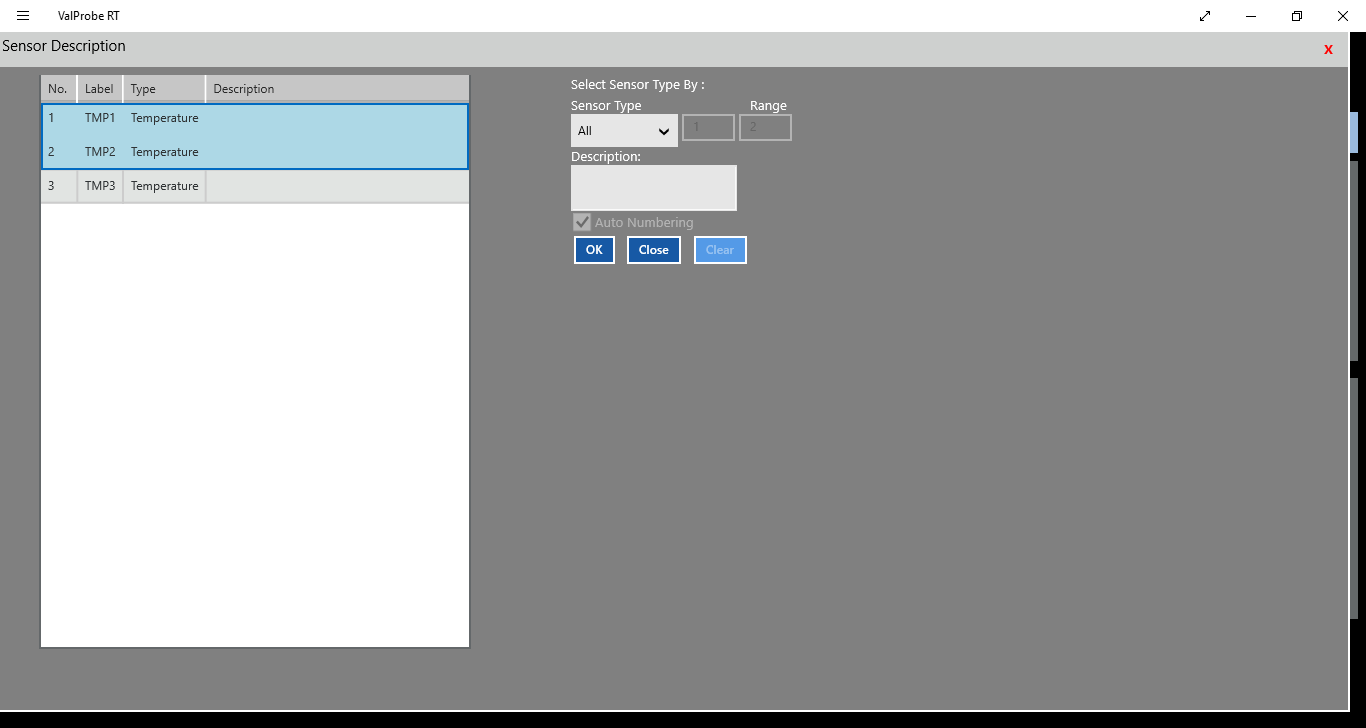 ValProbe RT
Sensor Description
X
No. Label Type Description
1 TMP1 Temperature
2 TMP2 Temperature
3 TMP3 Temperature
Select Sensor Type By :
Sensor Type Range
All 1 2
Description:
Auto Numbering
OK Close Clear